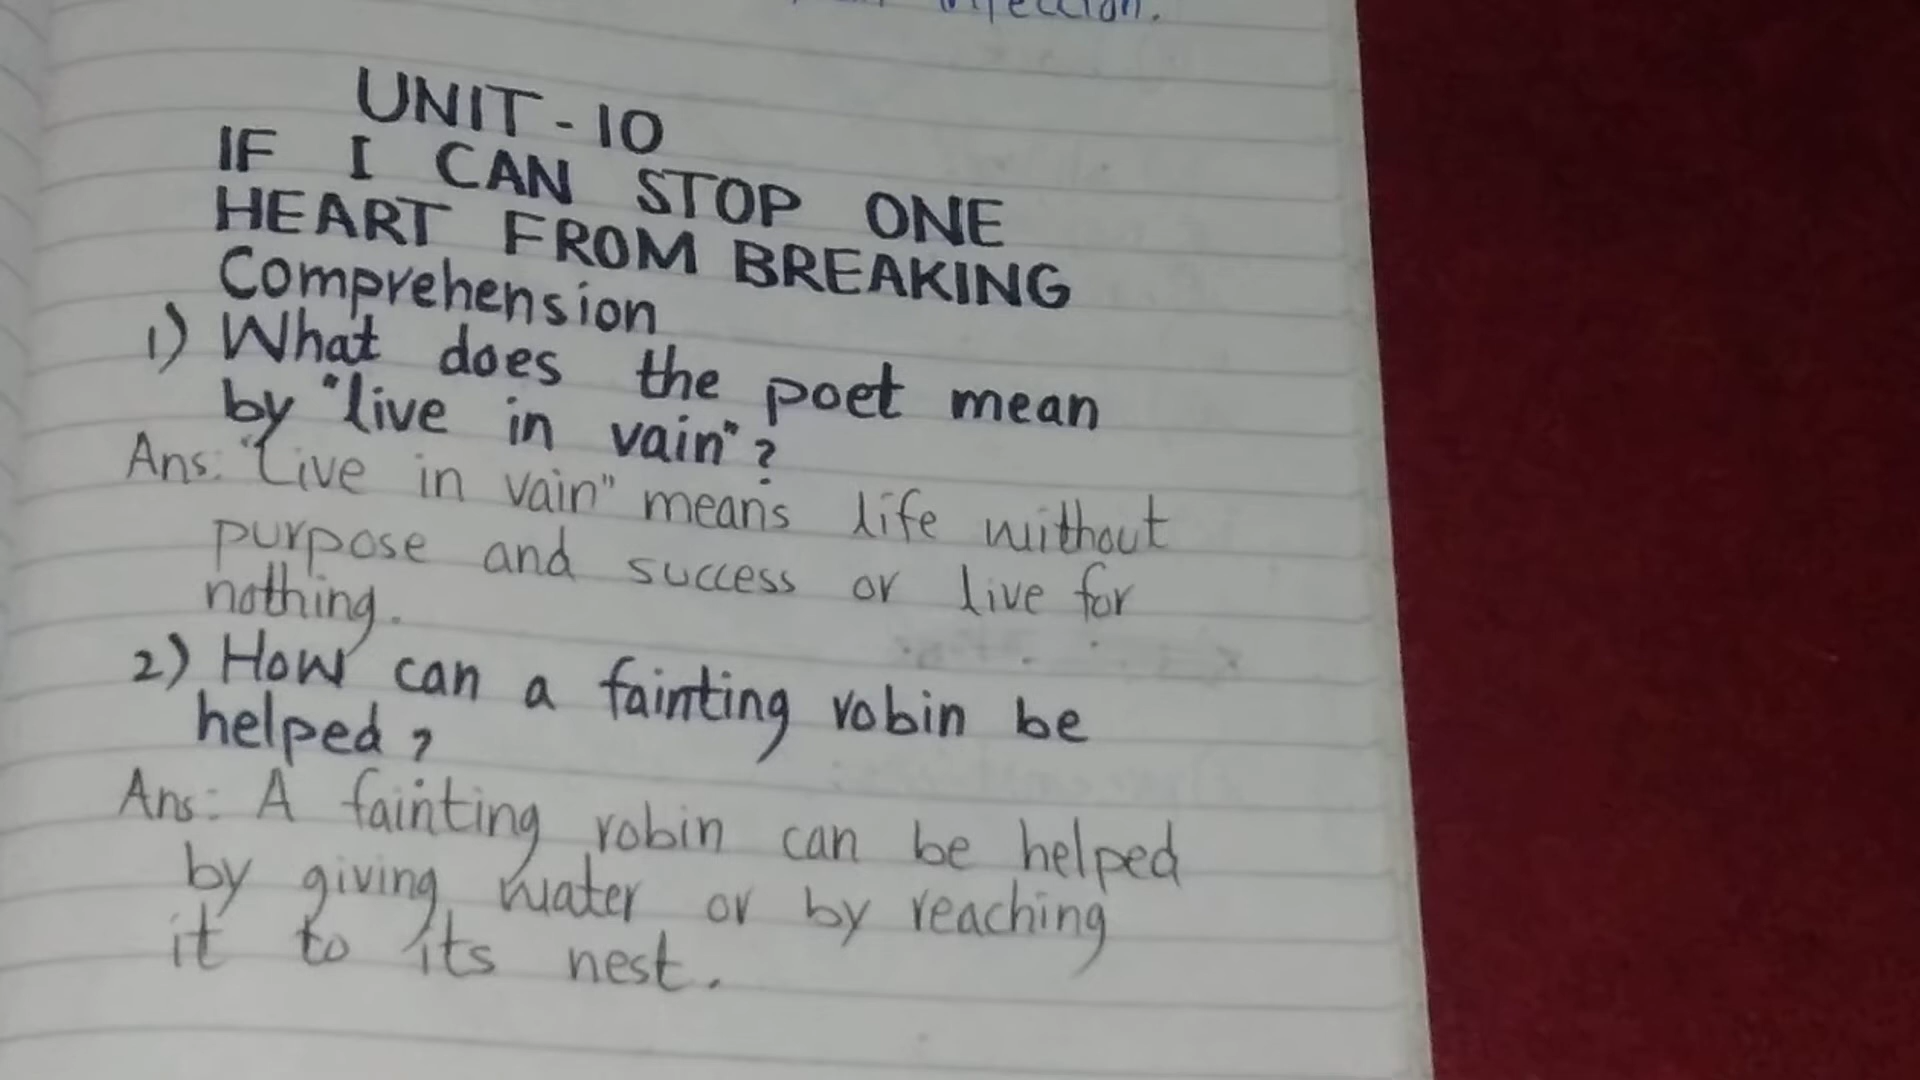 infection.
UNIT - 10
IF I CAN STOP ONE
HEART FROM BREAKING
Comprehension
1) What does the poet mean
by "live in vain"?
Ans: "Live in vain" means life without
purpose and success or live for
nothing.
2) How can a fainting robin be
helped?
Ans: A fainting robin can be helped
by giving water or by reaching
it to its nest.